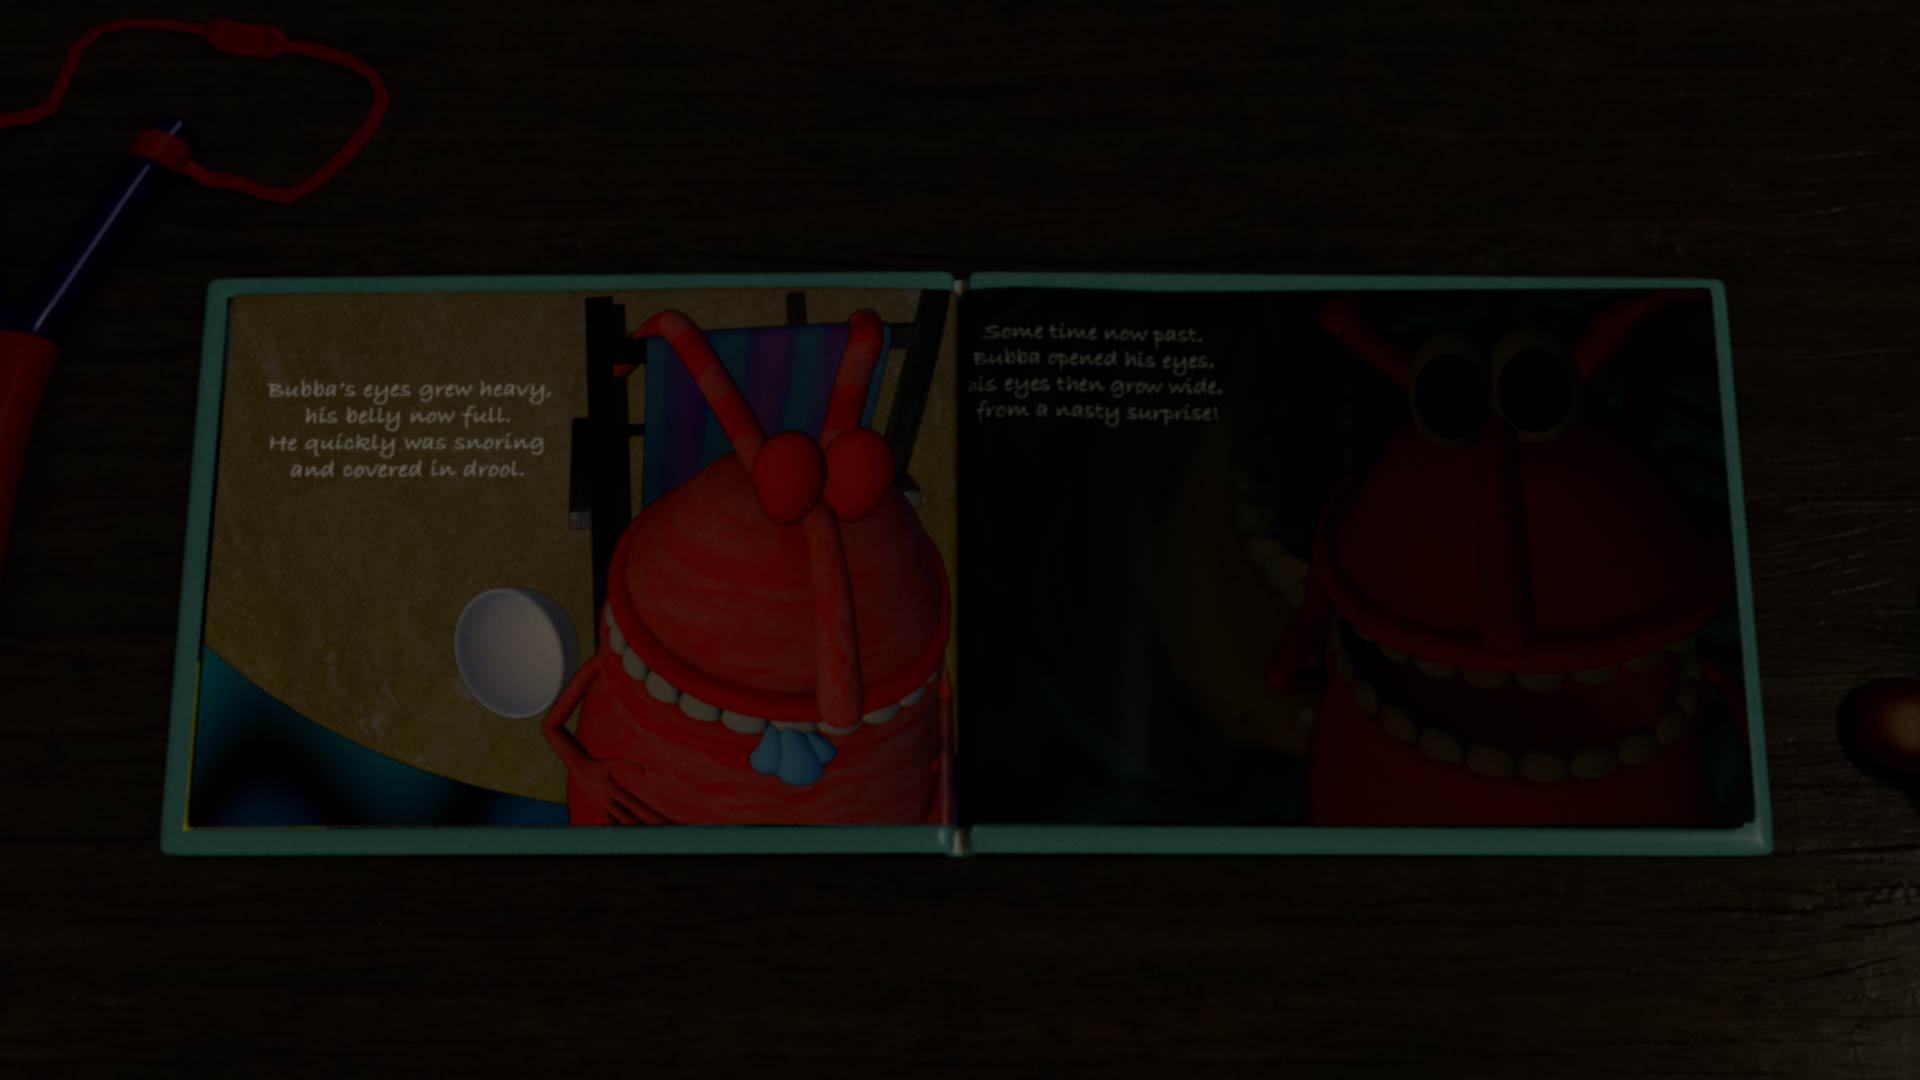 Bubba's eyes grew heavy,
his belly now full.
He quickly was snoring
and covered in drool.
Some time now past,
Bubba opened his eyes,
his eyes then grow wide,
from a nasty surprise!